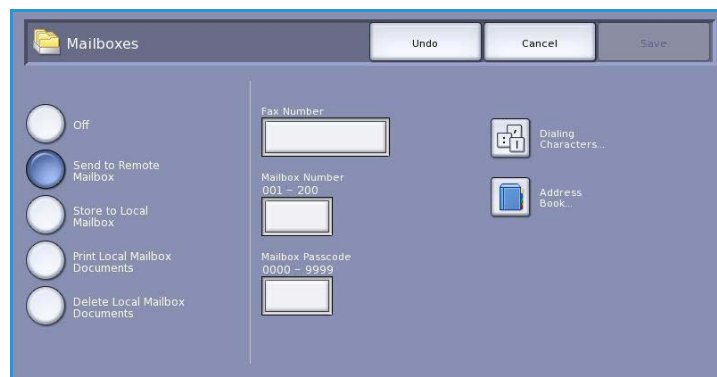 Mailboxes
Undo
Cancel
Save
Off
Send to Remote
Mailbox
Store to Local
Mailbox
Print Local Mailbox
Documents
Delete Local Mailbox
Documents
Fax Number
Mailbox Number
001 – 200
Mailbox Passcode
0000 – 9999
Dialing
Characters...
Address
Book...